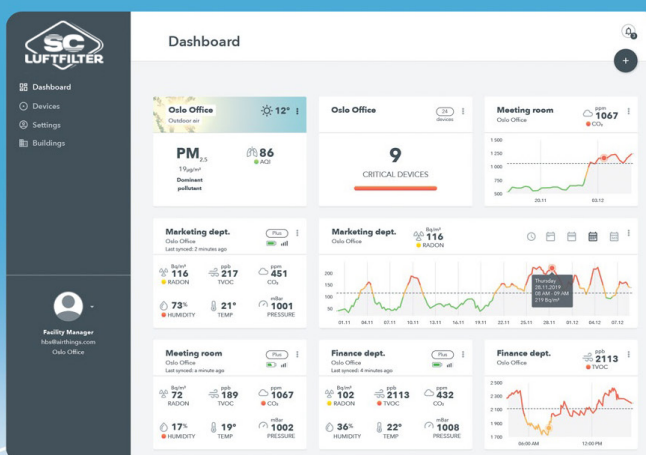 SC
LUFTFILTER
Dashboard
Devices
Settings
Buildings
Facility Manager
hbe@airthings.com
Oslo Office
Dashboard
Oslo Office
Outdoor air
12°
PM2.5
19μg/m³
Dominant
pollutant
86
AQI
Oslo Office
24
devices
9
CRITICAL DEVICES
Meeting room
Oslo Office
ppm
1067
CO₂
1 500
1 250
1 000
750
500
20.11 03.12
Marketing dept.
Oslo Office
Last synced: 2 minutes ago
Plus
Bq/m³ ppb ppm
116 217 451
RADON TVOC CO₂
mBar
73% 21° 1001
HUMIDITY TEMP PRESSURE
Marketing dept.
Oslo Office
Bq/m³
116
RADON
200
150
100
50
01.11 04.11 07.11 10.11 13.11 16.11 19.11 22.11 25.11 28.11 01.12 04.12 07.12
Thursday
28.11.2019
08 AM - 09 AM
219 Bq/m³
Meeting room
Oslo Office
Last synced: a minute ago
Plus
Bq/m³ ppb ppm
72 189 1067
RADON TVOC CO₂
mBar
17% 19° 1002
HUMIDITY TEMP PRESSURE
Finance dept.
Oslo Office
Last synced: 4 minutes ago
Plus
Bq/m³ ppb ppm
102 2113 432
RADON TVOC CO₂
mBar
36% 22° 1008
HUMIDITY TEMP PRESSURE
Finance dept.
Oslo Office
ppb
2113
TVOC
2 500
2 300
2 100
1 900
1 700
06:00 AM 12:00 PM